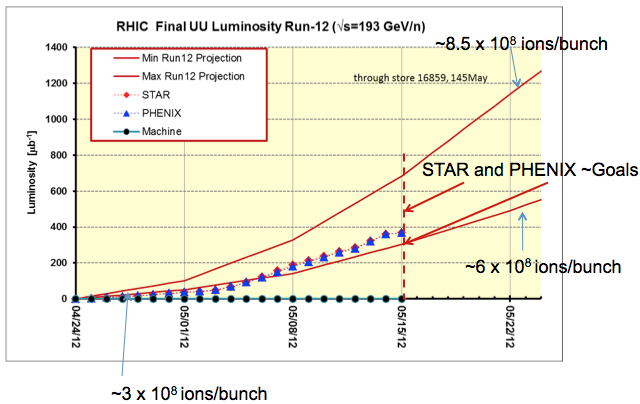 RHIC Final UU Luminosity Run-12 (√s=193 GeV/n)
~8.5 x 10⁸ ions/bunch
Min Run12 Projection
Max Run12 Projection
STAR
PHENIX
Machine
through store 16859, 145May
STAR and PHENIX ~Goals
~6 x 10⁸ ions/bunch
~3 x 10⁸ ions/bunch
Luminosity [µb⁻¹]
1400
1200
1000
800
600
400
200
0
04/24/12
05/01/12
05/08/12
05/15/12
05/22/12